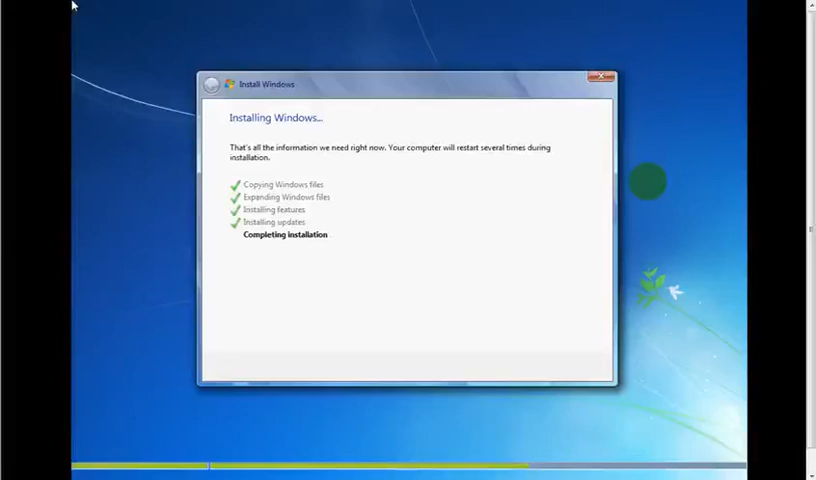 Install Windows
Installing Windows...
That's all the information we need right now. Your computer will restart several times during
installation.
Copying Windows files
Expanding Windows files
Installing features
Installing updates
Completing installation